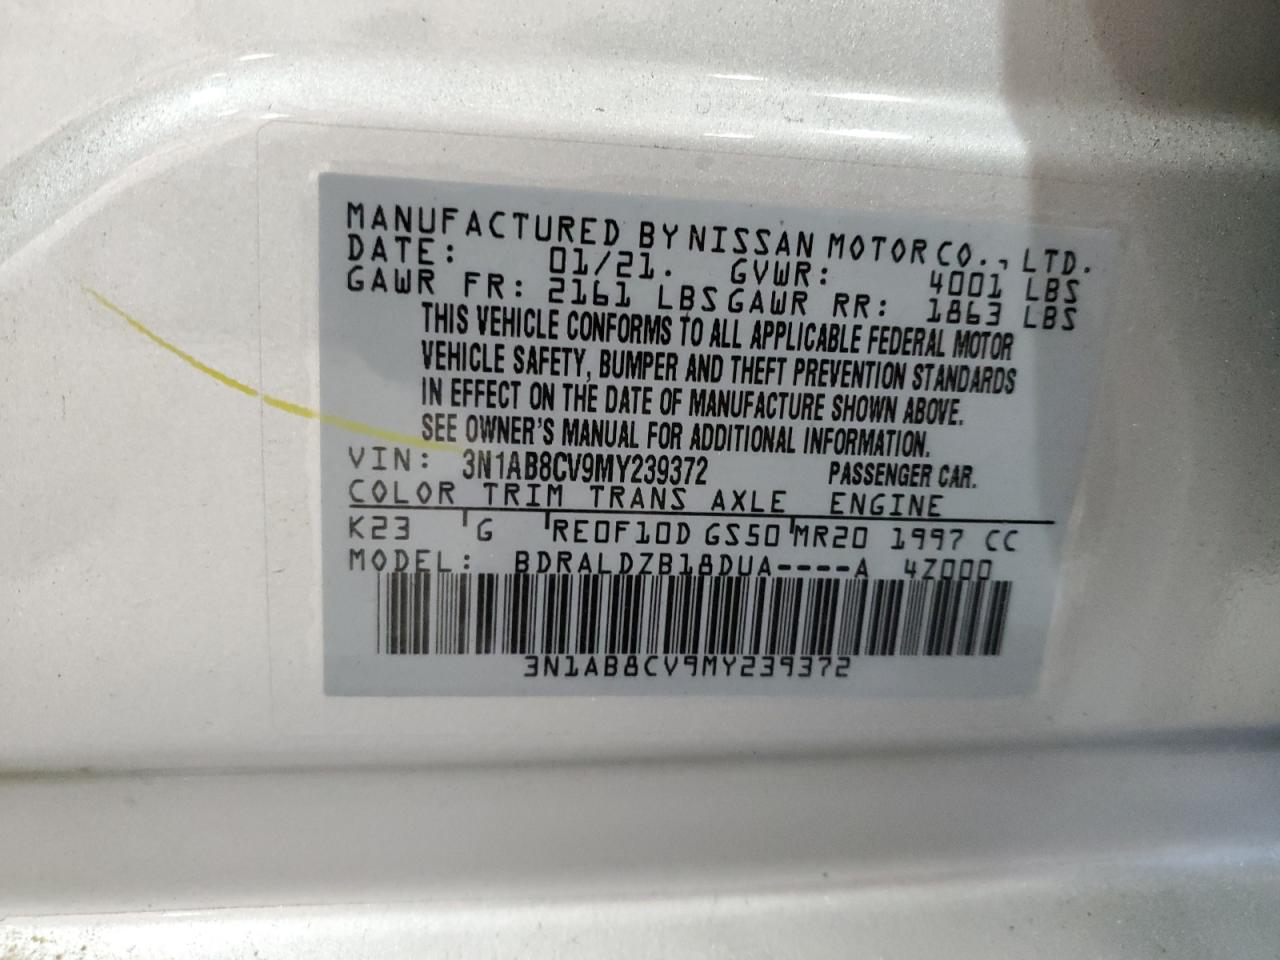 MANUFACTURED BY NISSAN MOTOR CO., LTD.
DATE: 01/21. GVWR: 4001 LBS
GAWR FR: 2161 LBS GAWR RR: 1863 LBS
THIS VEHICLE CONFORMS TO ALL APPLICABLE FEDERAL MOTOR
VEHICLE SAFETY, BUMPER AND THEFT PREVENTION STANDARDS
IN EFFECT ON THE DATE OF MANUFACTURE SHOWN ABOVE.
SEE OWNER'S MANUAL FOR ADDITIONAL INFORMATION.
VIN: 3N1AB8CV9MY239372 PASSENGER CAR.
COLOR TRIM TRANS AXLE ENGINE
K23 G RE0F10D GS50 MR20 1997 CC
MODEL: BDRALDZB18DUA----A 4Z000
3N1AB8CV9MY239372